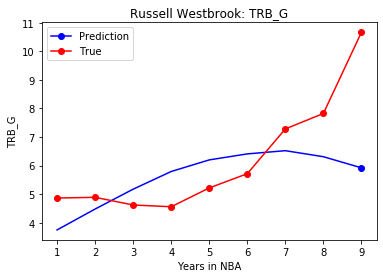 Russell Westbrook: TRB_G
Prediction
True
TRB_G
11
10
9
8
7
6
5
4
1 2 3 4 5 6 7 8 9
Years in NBA